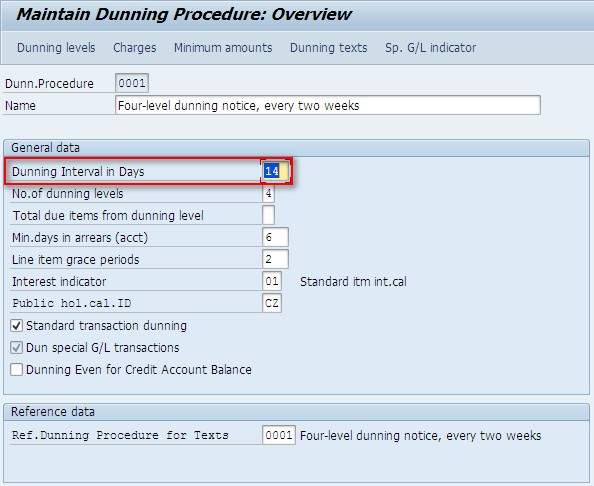 Maintain Dunning Procedure: Overview
Dunning levels Charges Minimum amounts Dunning texts Sp. G/L indicator
Dunn.Procedure 0001
Name Four-level dunning notice, every two weeks
General data
Dunning Interval in Days 14
No.of dunning levels 4
Total due items from dunning level
Min.days in arrears (acct) 6
Line item grace periods 2
Interest indicator 01 Standard itm int.cal
Public hol.cal.ID CZ
Standard transaction dunning
Dun special G/L transactions
Dunning Even for Credit Account Balance
Reference data
Ref.Dunning Procedure for Texts 0001 Four-level dunning notice, every two weeks